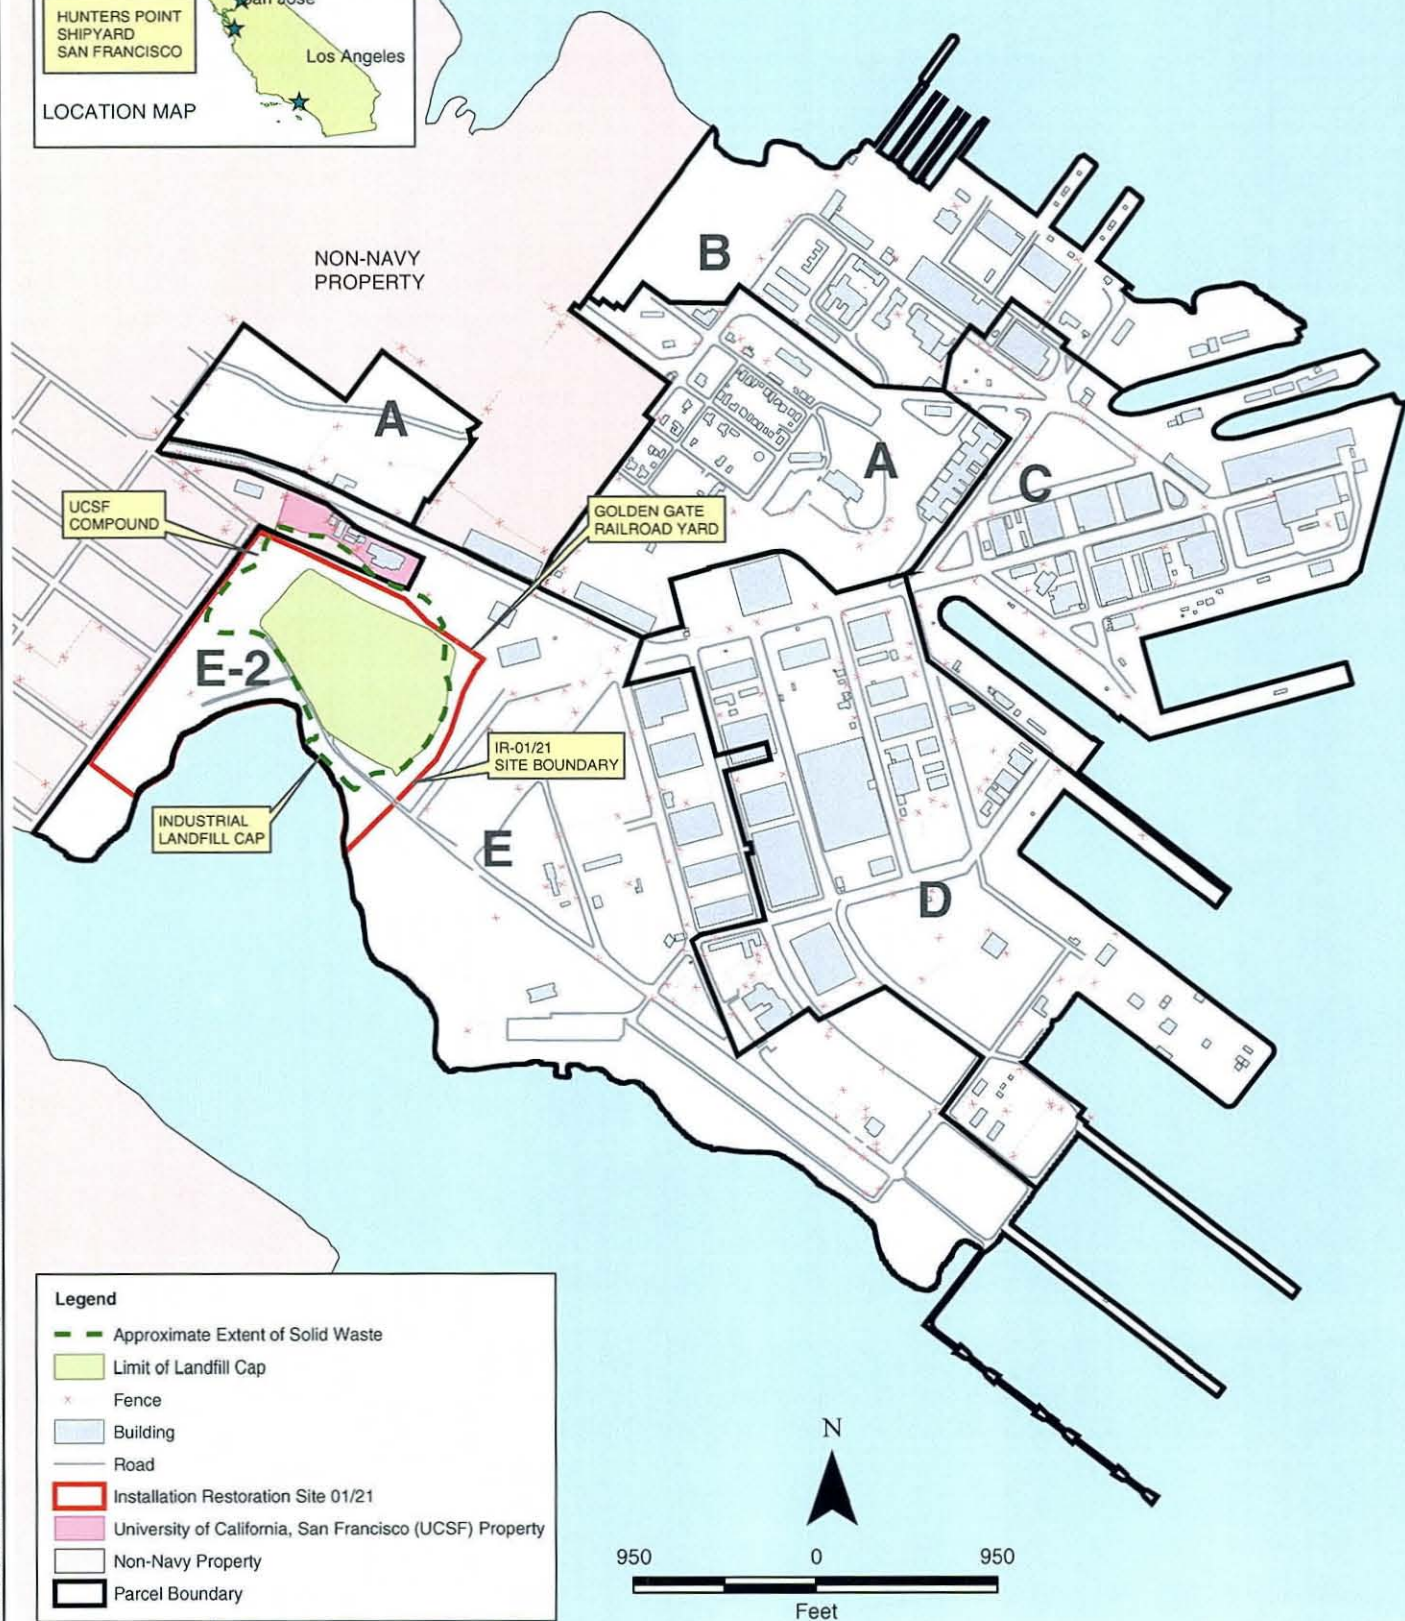 San Jose
HUNTERS POINT
SHIPYARD
SAN FRANCISCO
Los Angeles
LOCATION MAP
NON-NAVY
PROPERTY
B
A
A
C
UCSF
COMPOUND
GOLDEN GATE
RAILROAD YARD
E-2
IR-01/21
SITE BOUNDARY
INDUSTRIAL
LANDFILL CAP
E
D
Legend
Approximate Extent of Solid Waste
Limit of Landfill Cap
Fence
Building
Road
Installation Restoration Site 01/21
University of California, San Francisco (UCSF) Property
Non-Navy Property
Parcel Boundary
N
950 0 950
Feet